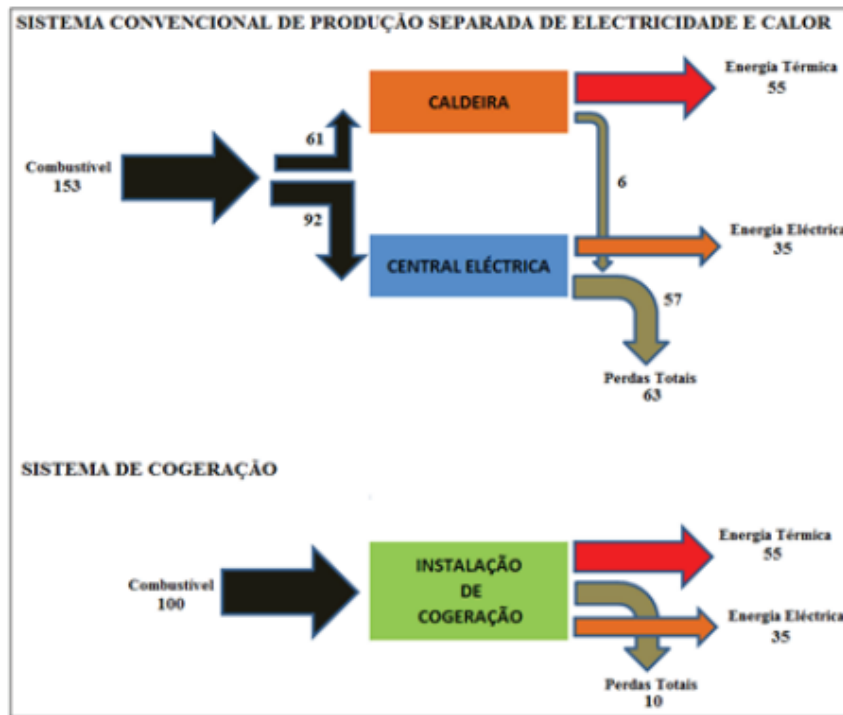 SISTEMA CONVENCIONAL DE PRODUÇÃO SEPARADA DE ELECTRICIDADE E CALOR
Energia Térmica
55
CALDEIRA
61
Combustível
153
6
92
Energia Eléctrica
35
CENTRAL ELÉCTRICA
57
Perdas Totais
63
SISTEMA DE COGERAÇÃO
Energia Térmica
55
INSTALAÇÃO
DE
COGERAÇÃO
Combustível
100
Energia Eléctrica
35
Perdas Totais
10